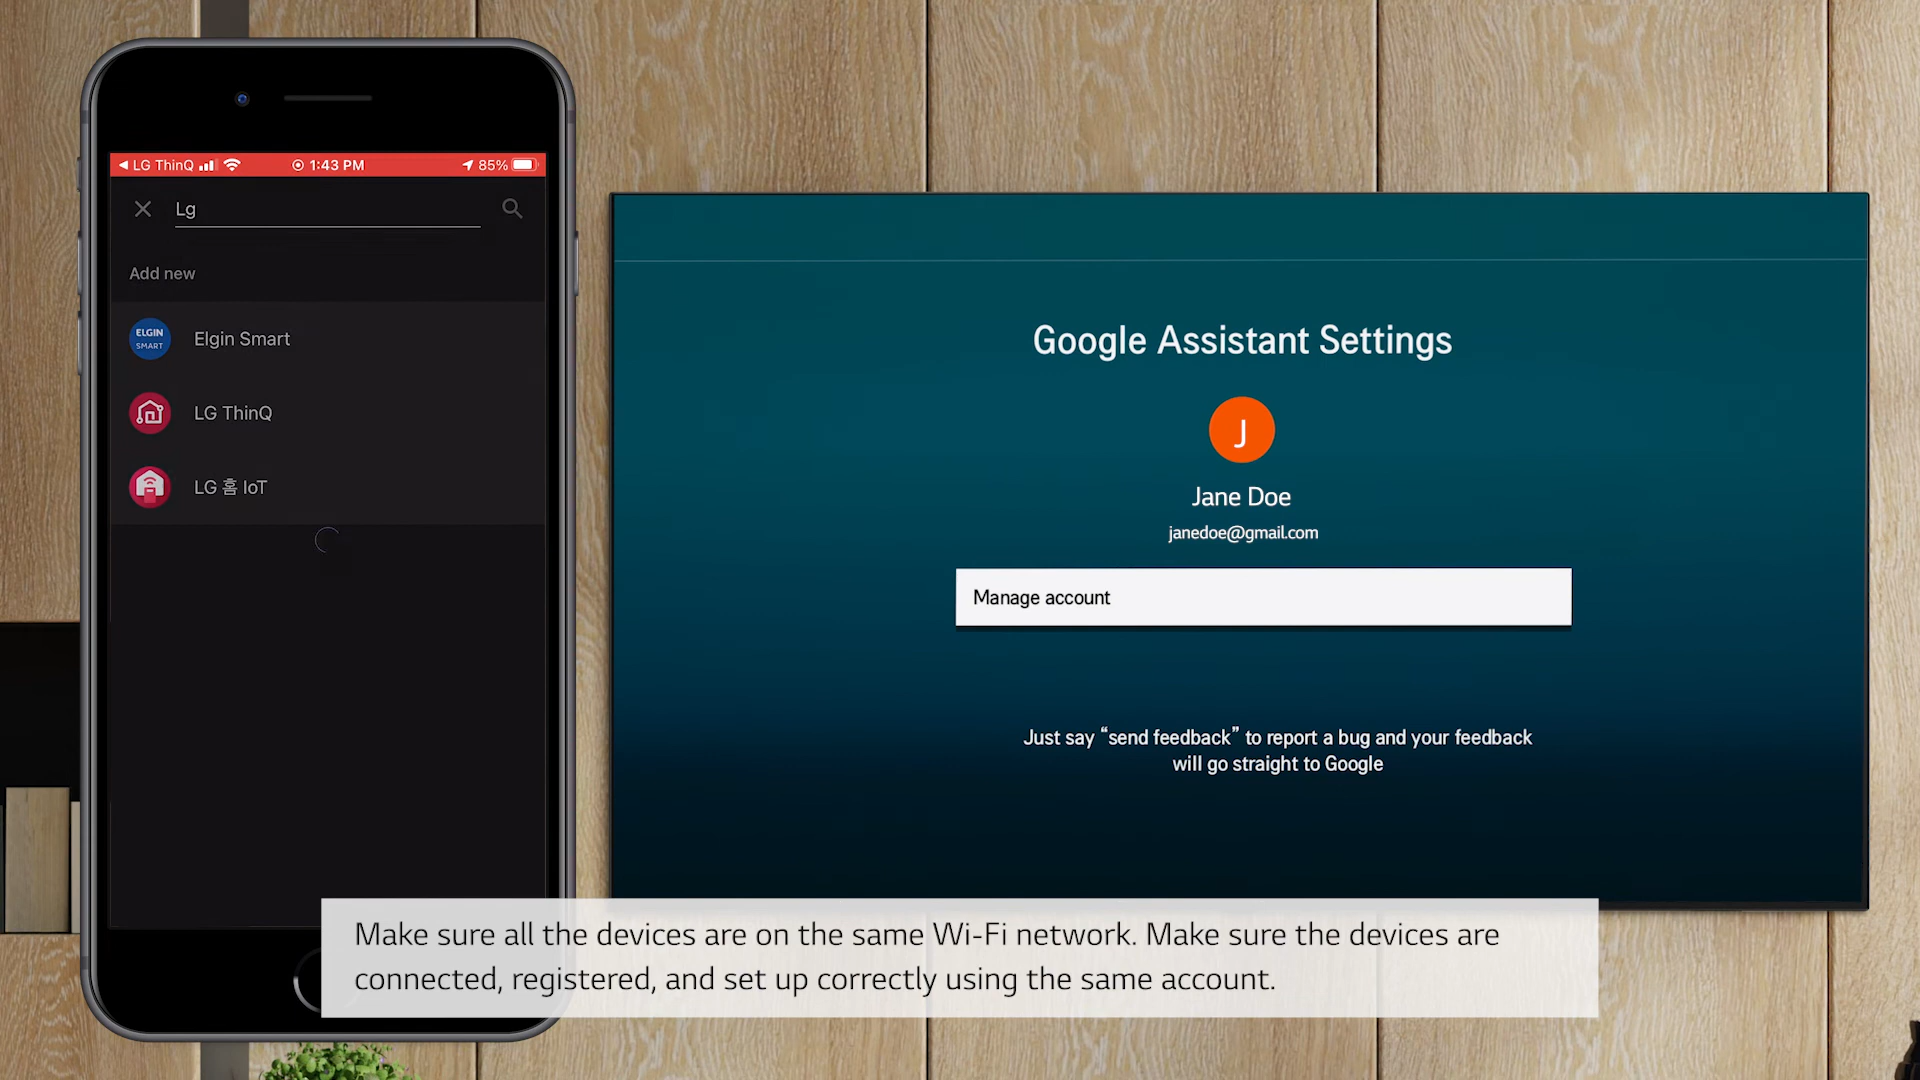 LG ThinQ
1:43 PM
85%
Lg
Add new
ELGIN
SMART
Elgin Smart
LG ThinQ
LG 홈 IoT
Google Assistant Settings
J
Jane Doe
janedoe@gmail.com
Manage account
Just say “send feedback” to report a bug and your feedback
will go straight to Google
Make sure all the devices are on the same Wi-Fi network. Make sure the devices are
connected, registered, and set up correctly using the same account.